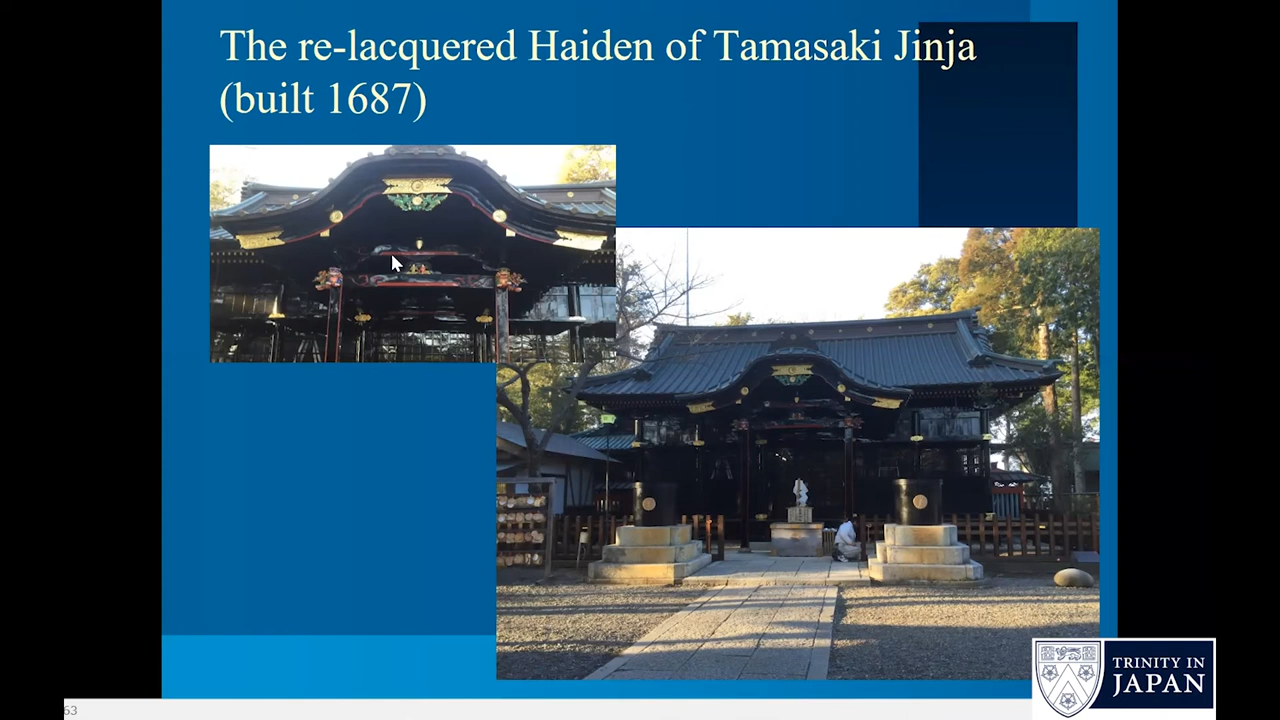 The re-lacquered Haiden of Tamasaki Jinja
(built 1687)
TRINITY IN
JAPAN
63